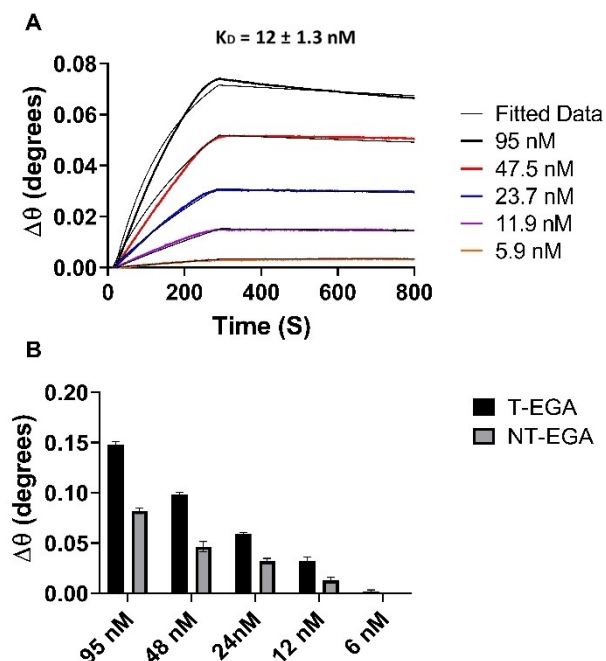 A
K_D = 12 ± 1.3 nM
0.08
0.06
0.04
0.02
0.00
Δθ (degrees)
0
200
400
600
800
Time (S)
Fitted Data
95 nM
47.5 nM
23.7 nM
11.9 nM
5.9 nM
B
0.20
0.15
0.10
0.05
0.00
Δθ (degrees)
T-EGA
NT-EGA
95 nM
48 nM
24nM
12 nM
6 nM